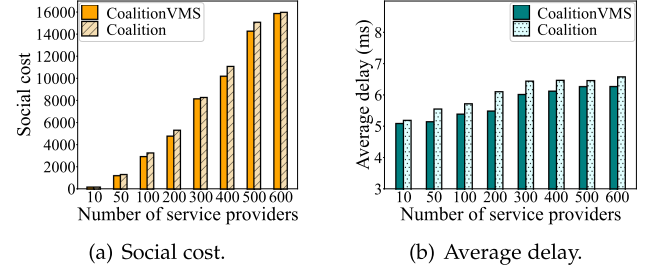 16000
14000
12000
10000
8000
6000
4000
2000
0
Social cost
CoalitionVMS
Coalition
10 50 100 200 300 400 500 600
Number of service providers
(a) Social cost.
8
7
6
5
4
3
Average delay (ms)
CoalitionVMS
Coalition
10 50 100 200 300 400 500 600
Number of service providers
(b) Average delay.